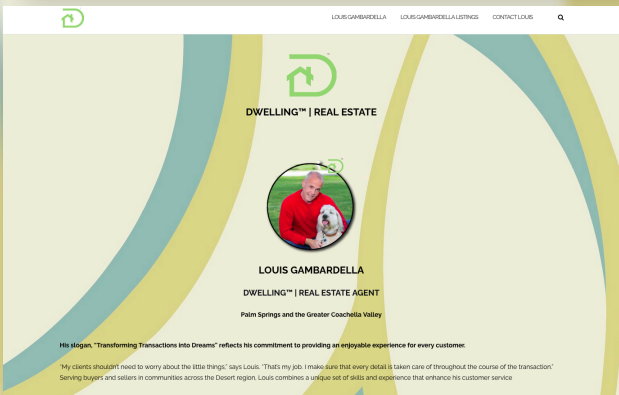 LOUIS GAMBARDELLA LOUIS GAMBARDELLA LISTINGS CONTACT LOUIS
DWELLING™ | REAL ESTATE
LOUIS GAMBARDELLA
DWELLING™ | REAL ESTATE AGENT
Palm Springs and the Greater Coachella Valley
His slogan, "Transforming Transactions into Dreams" reflects his commitment to providing an enjoyable experience for every customer.
"My clients shouldn't need to worry about the little things," says Louis. "That's my job. I make sure that every detail is taken care of throughout the course of the transaction."
Serving buyers and sellers in communities across the Desert region, Louis combines a unique set of skills and experience that enhance his customer service